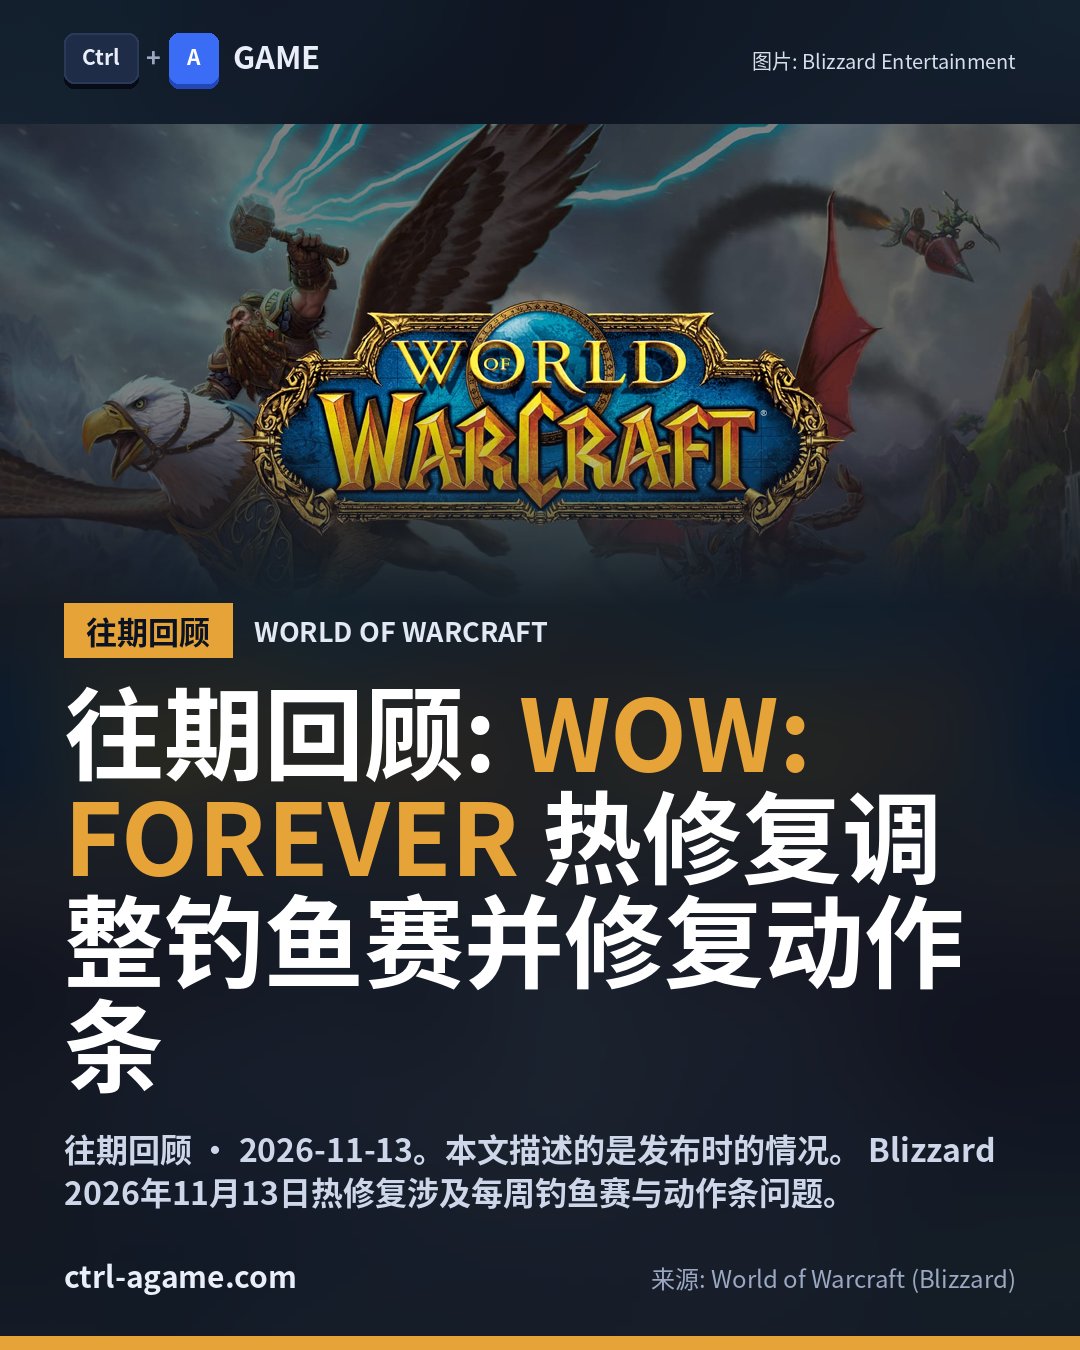 Ctrl + A GAME
图片: Blizzard Entertainment
WORLD OF WARCRAFT
往期回顾 WORLD OF WARCRAFT
往期回顾: WOW:
FOREVER 热修复调
整钓鱼赛并修复动作
条
往期回顾 · 2026-11-13。本文描述的是发布时的情况。 Blizzard
2026年11月13日热修复涉及每周钓鱼赛与动作条问题。
ctrl-agame.com
来源: World of Warcraft (Blizzard)